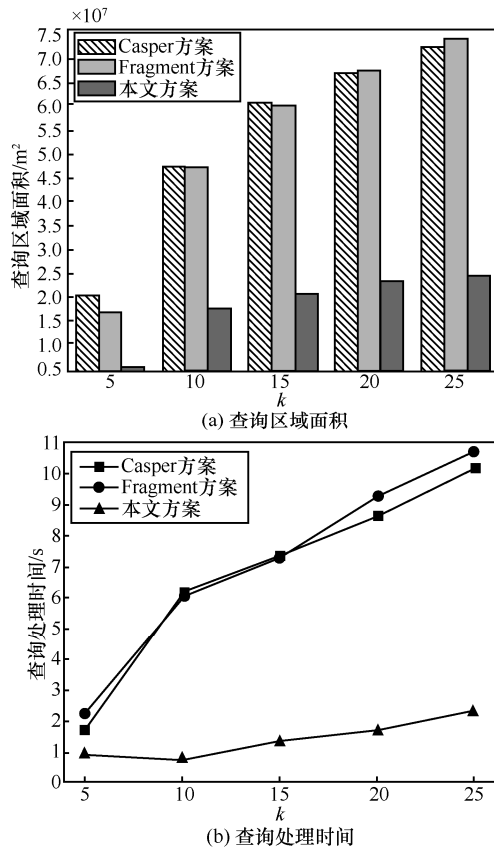 ×10⁷
7.5
7.0
6.5
6.0
5.0
4.5
4.0
3.5
3.0
2.5
2.0
1.5
1.0
0.5
查询区域面积/m²
Casper方案
Fragment方案
本文方案
5 10 15 20 25
k
(a) 查询区域面积
11
10
9
8
7
6
5
4
3
2
1
0
查询处理时间/s
Casper方案
Fragment方案
本文方案
5 10 15 20 25
k
(b) 查询处理时间